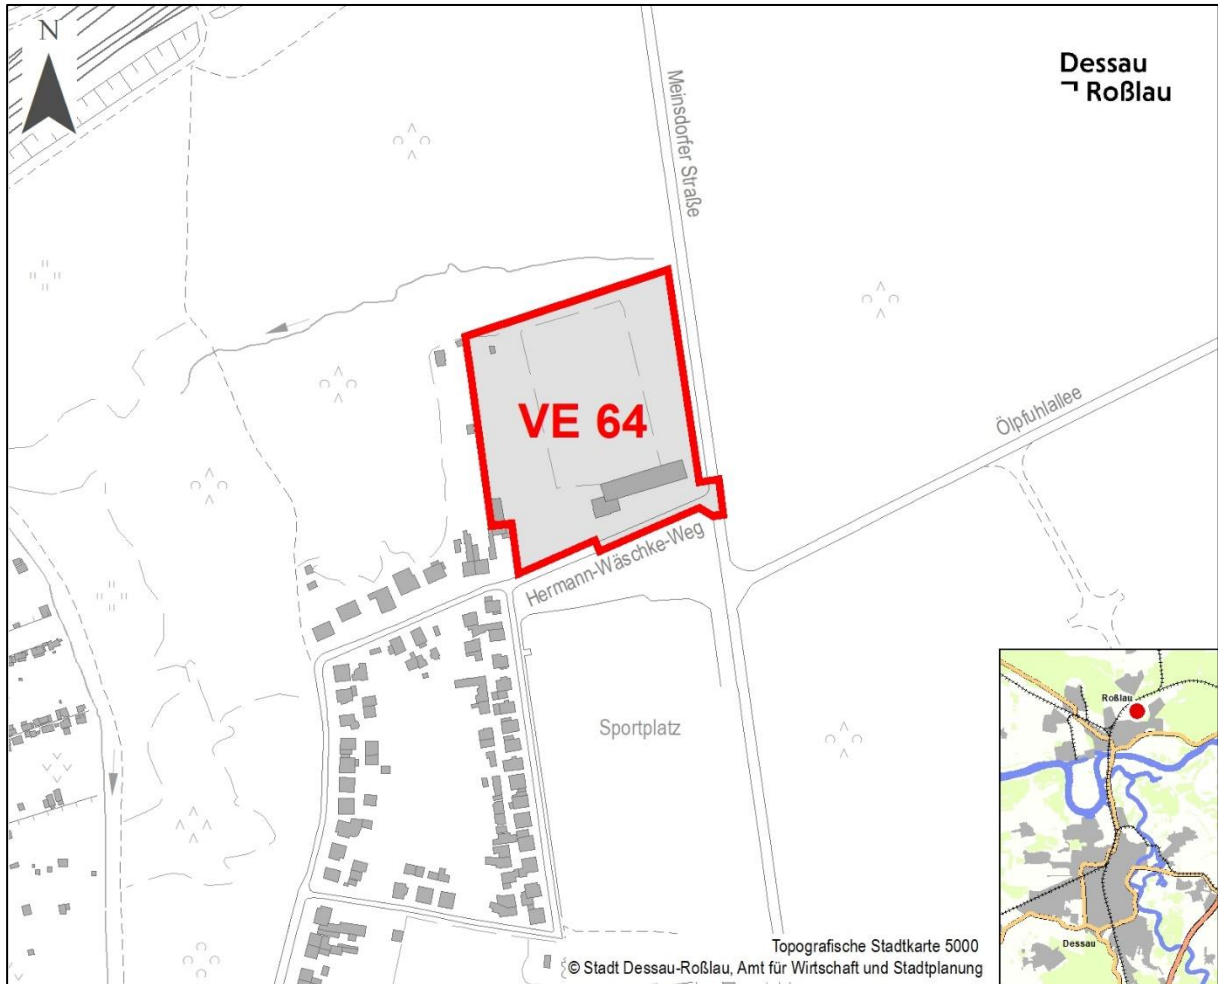 N
Dessau
¬ Roßlau
Meinsdorfer Straße
Ölpfuhlallee
VE 64
Hermann-Wäschke-Weg
Sportplatz
Roßlau
Dessau
Topografische Stadtkarte 5000
© Stadt Dessau-Roßlau, Amt für Wirtschaft und Stadtplanung